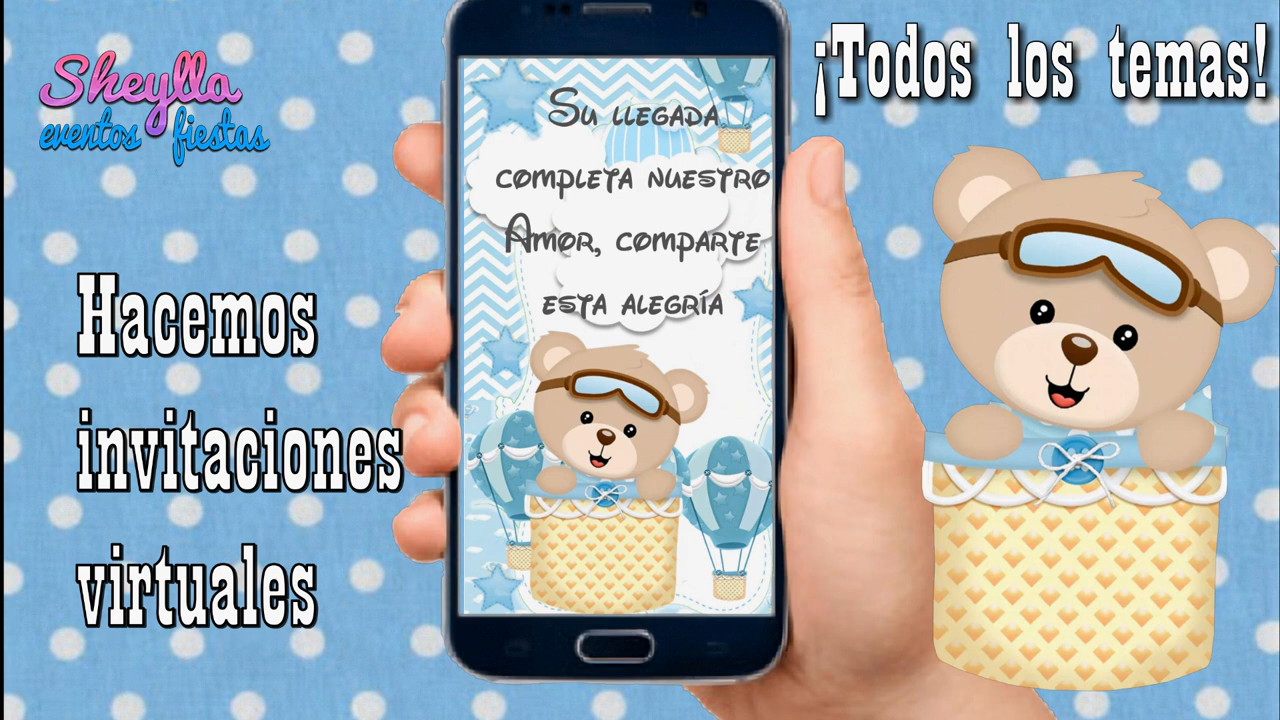 Sheylla
eventos fiestas
¡Todos los temas!
Hacemos
invitaciones
virtuales
Su llegada
completa nuestro
Amor, comparte
esta alegría